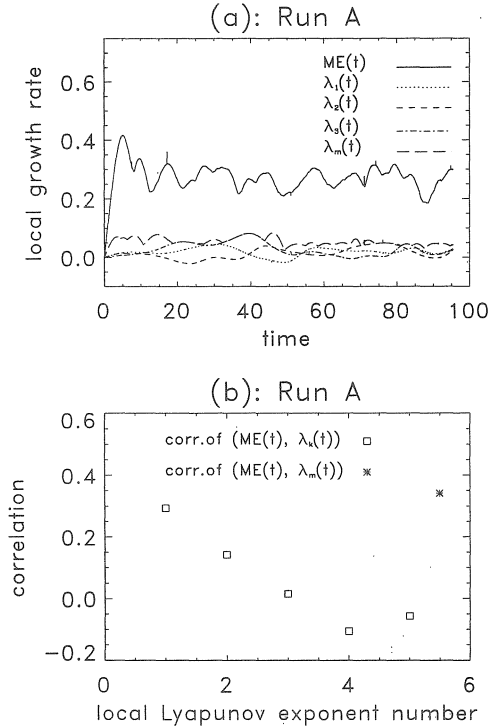 (a): Run A
local growth rate
0.6
0.4
0.2
0.0
ME(t)
λ₁(t)
λ₂(t)
λ₃(t)
λₘ(t)
0 20 40 60 80 100
time
(b): Run A
correlation
0.6
0.4
0.2
0.0
−0.2
corr.of (ME(t), λₖ(t))
corr.of (ME(t), λₘ(t))
0 2 4 6
local Lyapunov exponent number